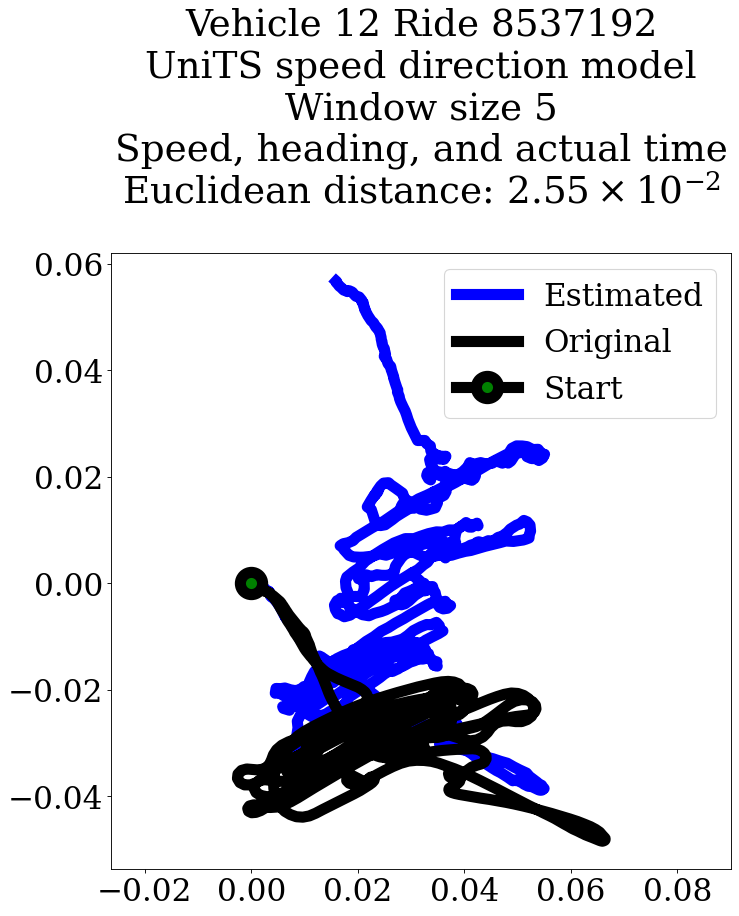 Vehicle 12 Ride 8537192
UniTS speed direction model
Window size 5
Speed, heading, and actual time
Euclidean distance: 2.55 × 10⁻²
Estimated
Original
Start
0.06
0.04
0.02
0.00
−0.02
−0.04
−0.02 0.00 0.02 0.04 0.06 0.08